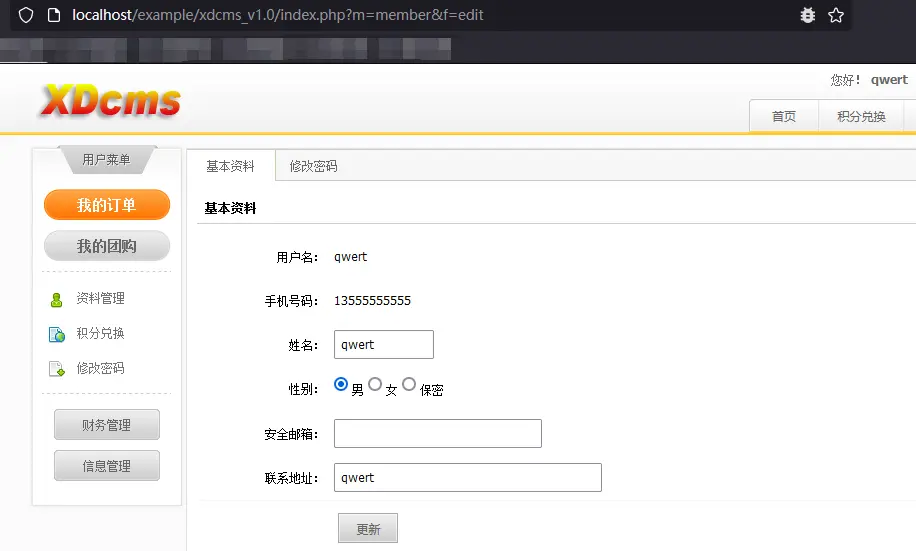 localhost/example/xdcms_v1.0/index.php?m=member&f=edit
XDcms
您好！ qwert
首页 积分兑换
用户菜单
基本资料 修改密码
我的订单
基本资料
我的团购
用户名： qwert
资料管理
手机号码： 13555555555
积分兑换
姓名： qwert
修改密码
性别： 男 女 保密
财务管理
安全邮箱：
信息管理
联系地址： qwert
更新